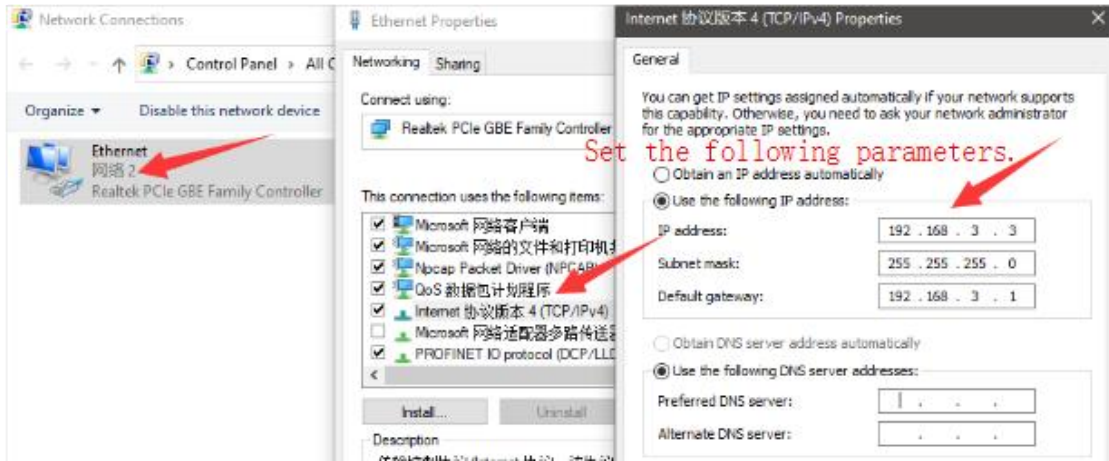 Network Connections
Control Panel › All C
Organize
Disable this network device
Ethernet
网络 2
Realtek PCIe GBE Family Controller
Ethernet Properties
Networking
Sharing
Connect using:
Realtek PCIe GBE Family Controller
This connection uses the following items:
Microsoft 网络客户端
Microsoft 网络的文件和打印机
Npcap Packet Driver (NPCAP)
QoS 数据包计划程序
Internet 协议版本 4 (TCP/IPv4)
Microsoft 网络适配器多路传送
PROFINET IO protocol (DCP/LLD
Install...
Uninstall
Description
Internet 协议版本 4 (TCP/IPv4) Properties
General
You can get IP settings assigned automatically if your network supports
this capability. Otherwise, you need to ask your network administrator
for the appropriate IP settings.
Set the following parameters.
Obtain an IP address automatically
Use the following IP address:
IP address:
192 . 168 . 3 . 3
Subnet mask:
255 . 255 . 255 . 0
Default gateway:
192 . 168 . 3 . 1
Obtain DNS server address automatically
Use the following DNS server addresses:
Preferred DNS server:
Alternate DNS server: